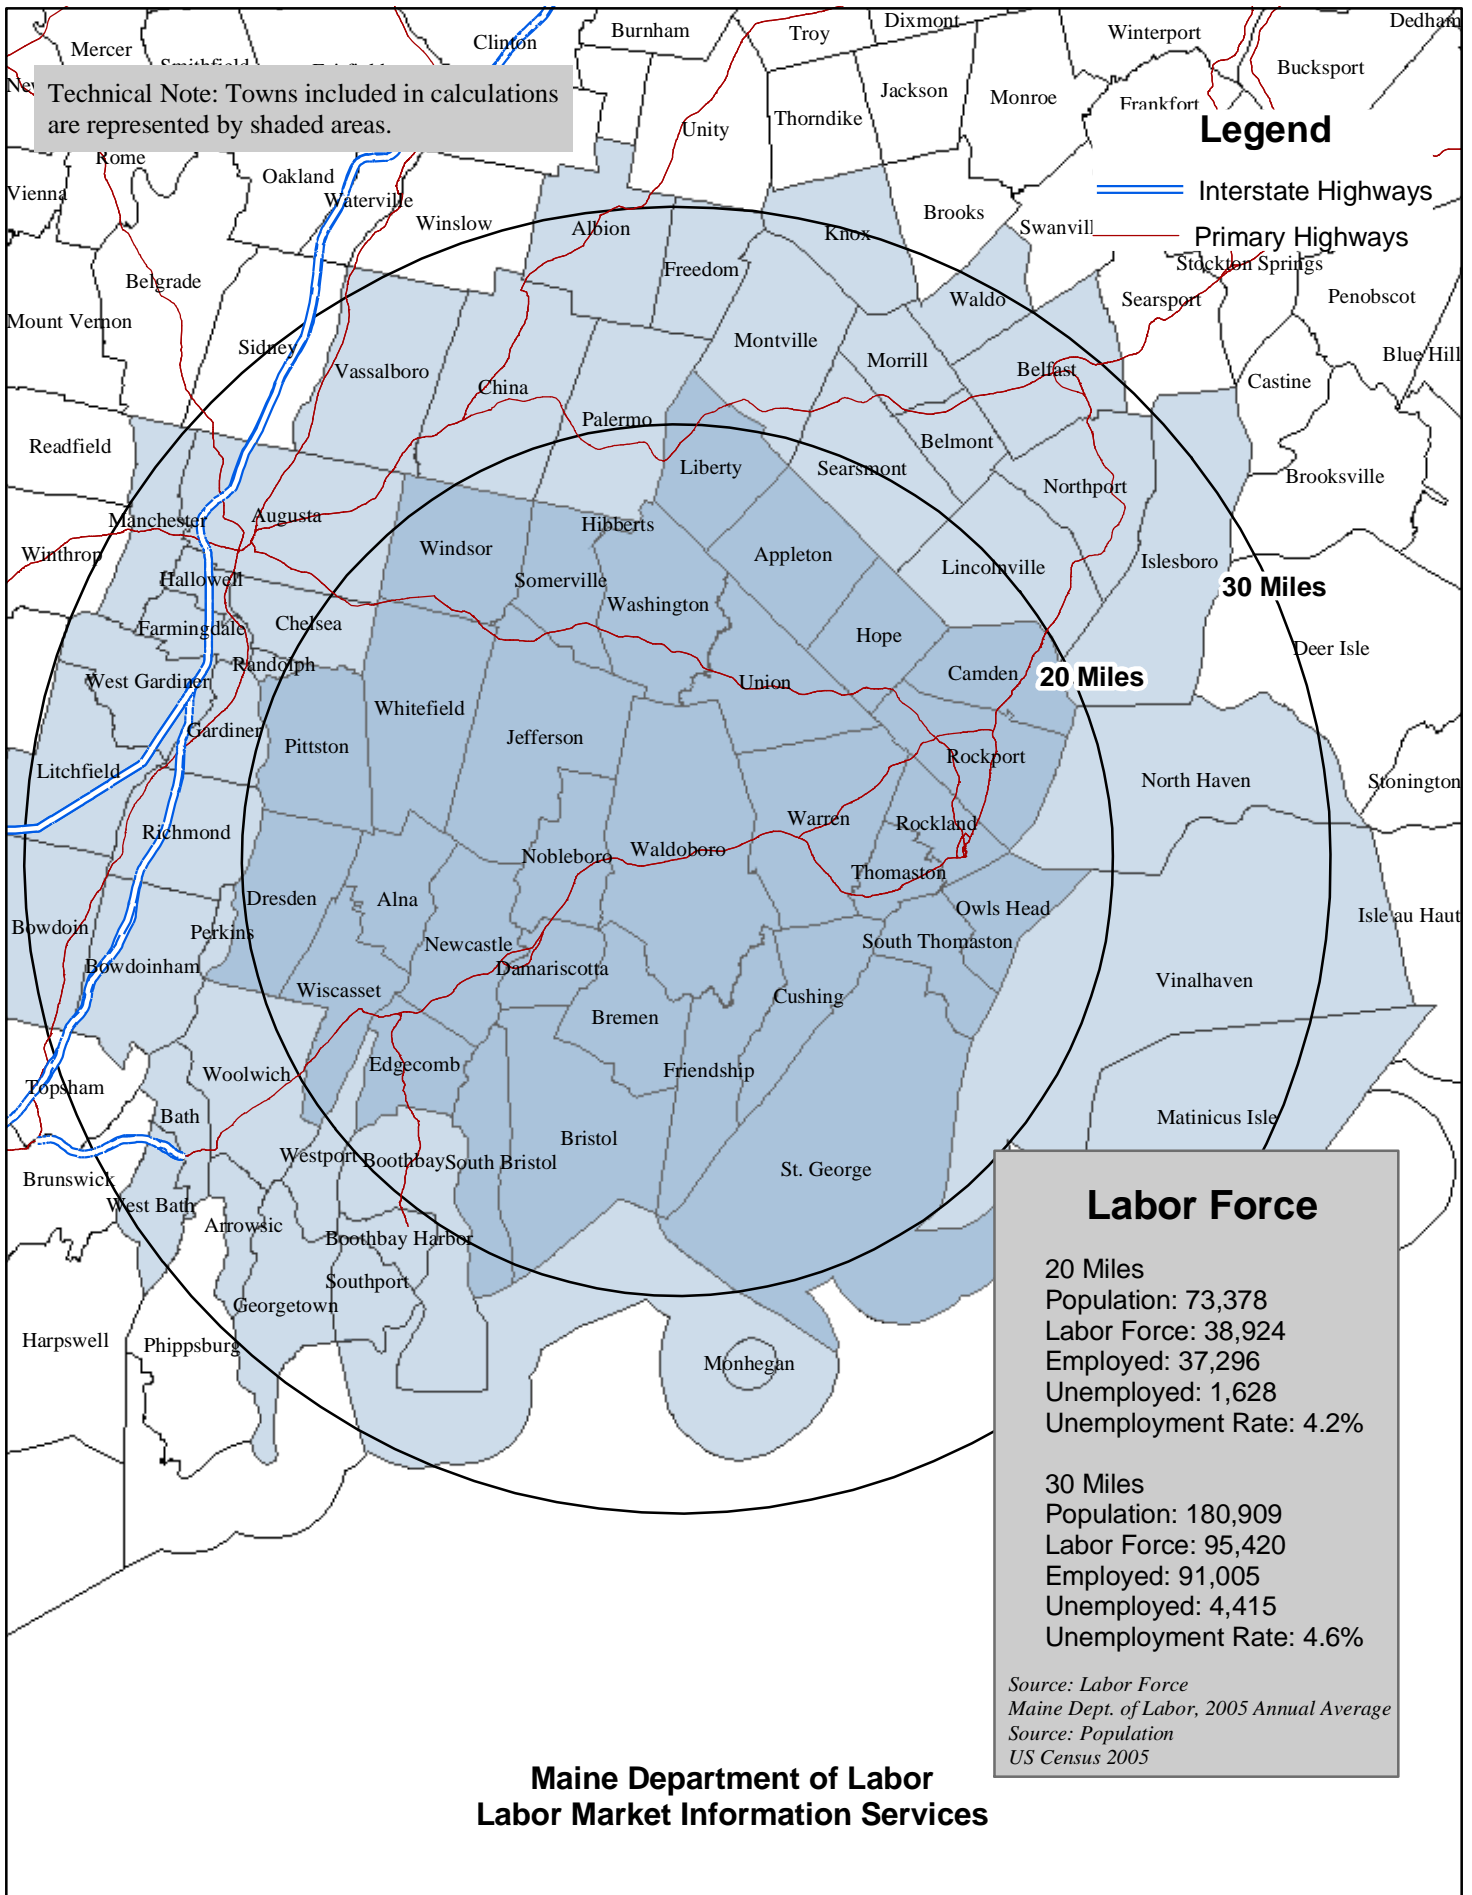 Clinton
Burnham
Troy
Dixmont
Winterport
Dedham
Mercer
Bucksport
Technical Note: Towns included in calculations
are represented by shaded areas.
Jackson
Monroe
Frankfort
Thorndike
Unity
Legend
Interstate Highways
Primary Highways
Rome
Oakland
Vienna
Waterville
Winslow
Albion
Knox
Brooks
Swanvill
Freedom
Stockton Springs
Belgrade
Waldo
Searsport
Penobscot
Mount Vernon
Sidney
Montville
Morrill
Blue Hill
Vassalboro
Belfast
Castine
China
Palermo
Readfield
Belmont
Liberty
Searsmont
Brooksville
Northport
Manchester
Augusta
Hibberts
Windsor
Appleton
Winthrop
Islesboro
Lincolnville
Hallowell
Somerville
30 Miles
Washington
Chelsea
Farmingdale
Hope
Deer Isle
Randolph
Camden
20 Miles
West Gardiner
Union
Whitefield
Gardiner
Jefferson
Pittston
Rockport
Litchfield
North Haven
Stonington
Richmond
Warren
Rockland
Nobleboro
Waldoboro
Thomaston
Dresden
Alna
Owls Head
Isle au Haut
Bowdoin
Perkins
Newcastle
South Thomaston
Bowdoinham
Damariscotta
Vinalhaven
Wiscasset
Cushing
Bremen
Edgecomb
Friendship
Woolwich
Topsham
Bath
Matinicus Isle
Bristol
Westport
Boothbay
South Bristol
St. George
Brunswick
West Bath
Arrowsic
Boothbay Harbor
Southport
Georgetown
Harpswell
Phippsburg
Monhegan
Labor Force
20 Miles
Population: 73,378
Labor Force: 38,924
Employed: 37,296
Unemployed: 1,628
Unemployment Rate: 4.2%
30 Miles
Population: 180,909
Labor Force: 95,420
Employed: 91,005
Unemployed: 4,415
Unemployment Rate: 4.6%
Source: Labor Force
Maine Dept. of Labor, 2005 Annual Average
Source: Population
US Census 2005
Maine Department of Labor
Labor Market Information Services